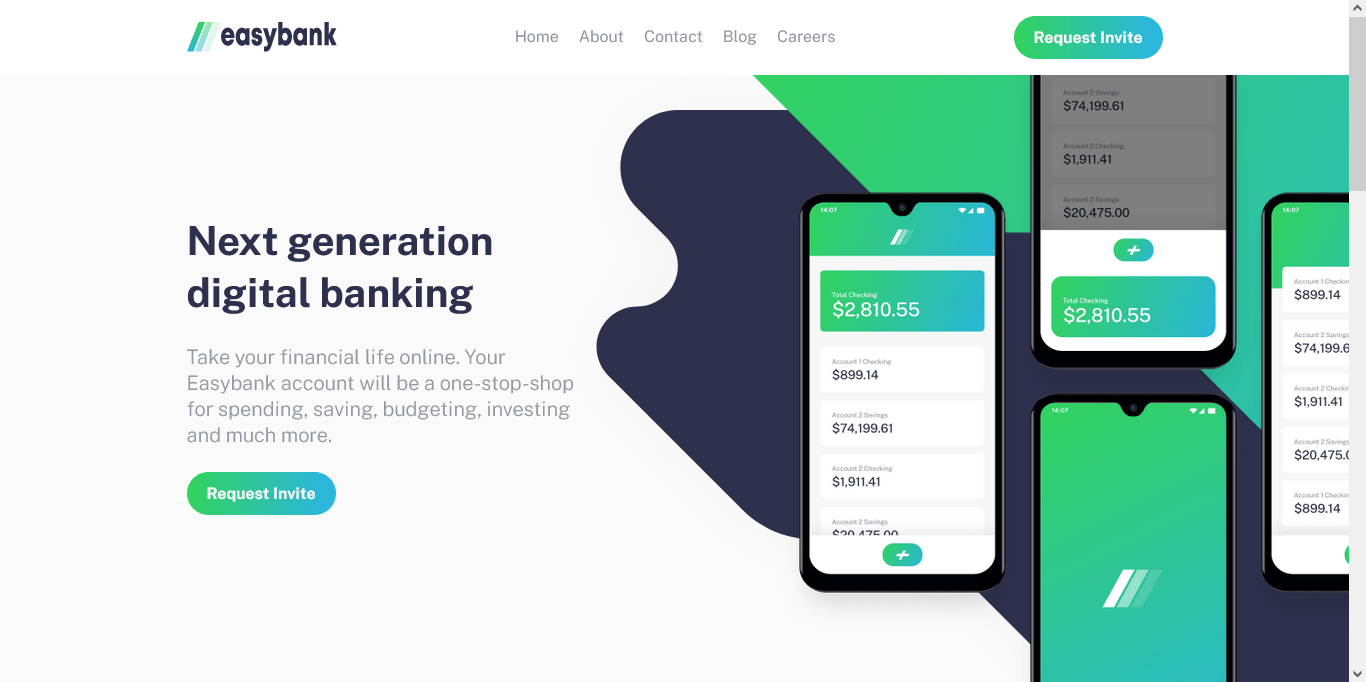 easybank
Home About Contact Blog Careers
Request Invite
Next generation
digital banking
Take your financial life online. Your
Easybank account will be a one-stop-shop
for spending, saving, budgeting, investing
and much more.
Request Invite
14:07
Total Checking
$2,810.55
Account 1 Checking
$899.14
Account 2 Savings
$74,199.61
Account 2 Checking
$1,911.41
Account 2 Savings
$20,475.00
Account 2 Savings
$74,199.61
Account 2 Checking
$1,911.41
Account 2 Savings
$20,475.00
Total Checking
$2,810.55
14:07
14:07
Account 1 Checking
$899.14
Account 2 Savings
$74,199.6
Account 2 Checkin
$1,911.41
Account 2 Savings
$20,475.0
Account 1 Checkin
$899.14